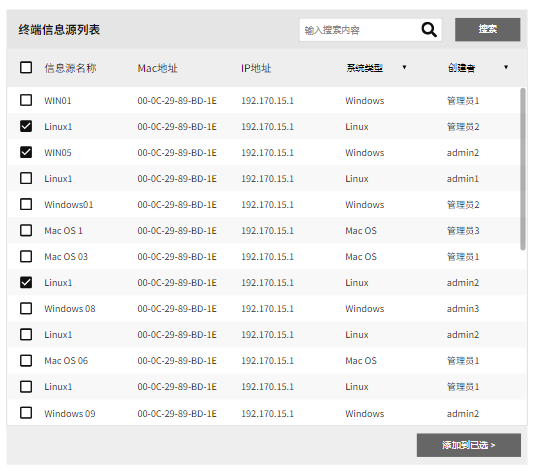 终端信息源列表 输入搜索内容 搜索
信息源名称 Mac地址 IP地址 系统类型 创建者
WIN01 00-0C-29-89-BD-1E 192.170.15.1 Windows 管理员1
Linux1 00-0C-29-89-BD-1E 192.170.15.1 Linux 管理员2
WIN05 00-0C-29-89-BD-1E 192.170.15.1 Windows admin2
Linux1 00-0C-29-89-BD-1E 192.170.15.1 Linux admin1
Windows01 00-0C-29-89-BD-1E 192.170.15.1 Windows 管理员2
Mac OS 1 00-0C-29-89-BD-1E 192.170.15.1 Mac OS 管理员3
Mac OS 03 00-0C-29-89-BD-1E 192.170.15.1 Mac OS 管理员1
Linux1 00-0C-29-89-BD-1E 192.170.15.1 Linux admin2
Windows 08 00-0C-29-89-BD-1E 192.170.15.1 Windows admin3
Linux1 00-0C-29-89-BD-1E 192.170.15.1 Linux admin2
Mac OS 06 00-0C-29-89-BD-1E 192.170.15.1 Mac OS 管理员1
Linux1 00-0C-29-89-BD-1E 192.170.15.1 Linux 管理员1
Windows 09 00-0C-29-89-BD-1E 192.170.15.1 Windows admin2
添加到已选 >